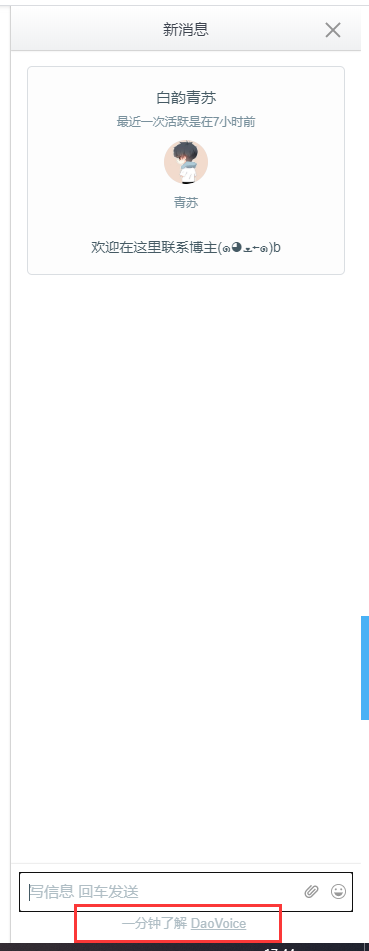 新消息
白韵青苏
最近一次活跃是在7小时前
青苏
欢迎在这里联系博主(๑◕ܫ←๑)b
写信息 回车发送
一分钟了解 DaoVoice